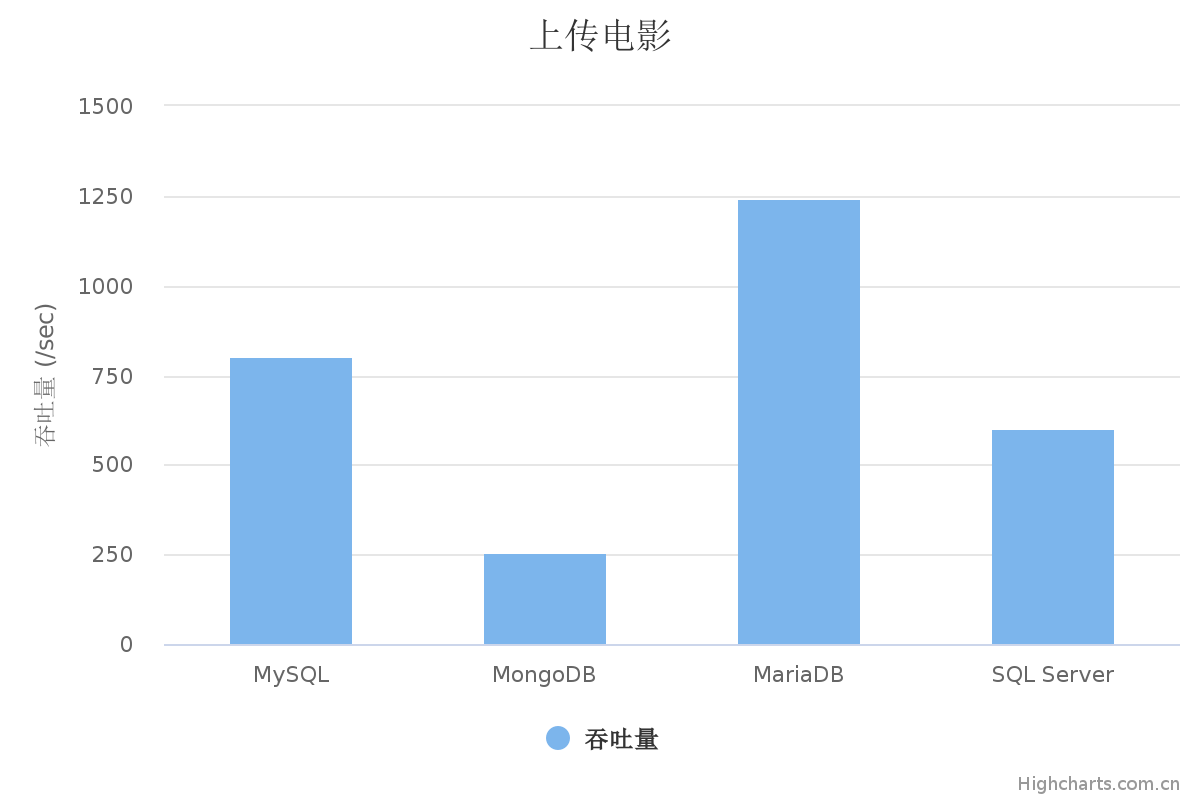 上传电影
吞吐量 (/sec)
1500
1250
1000
750
500
250
0
MySQL MongoDB MariaDB SQL Server
吞吐量
Highcharts.com.cn